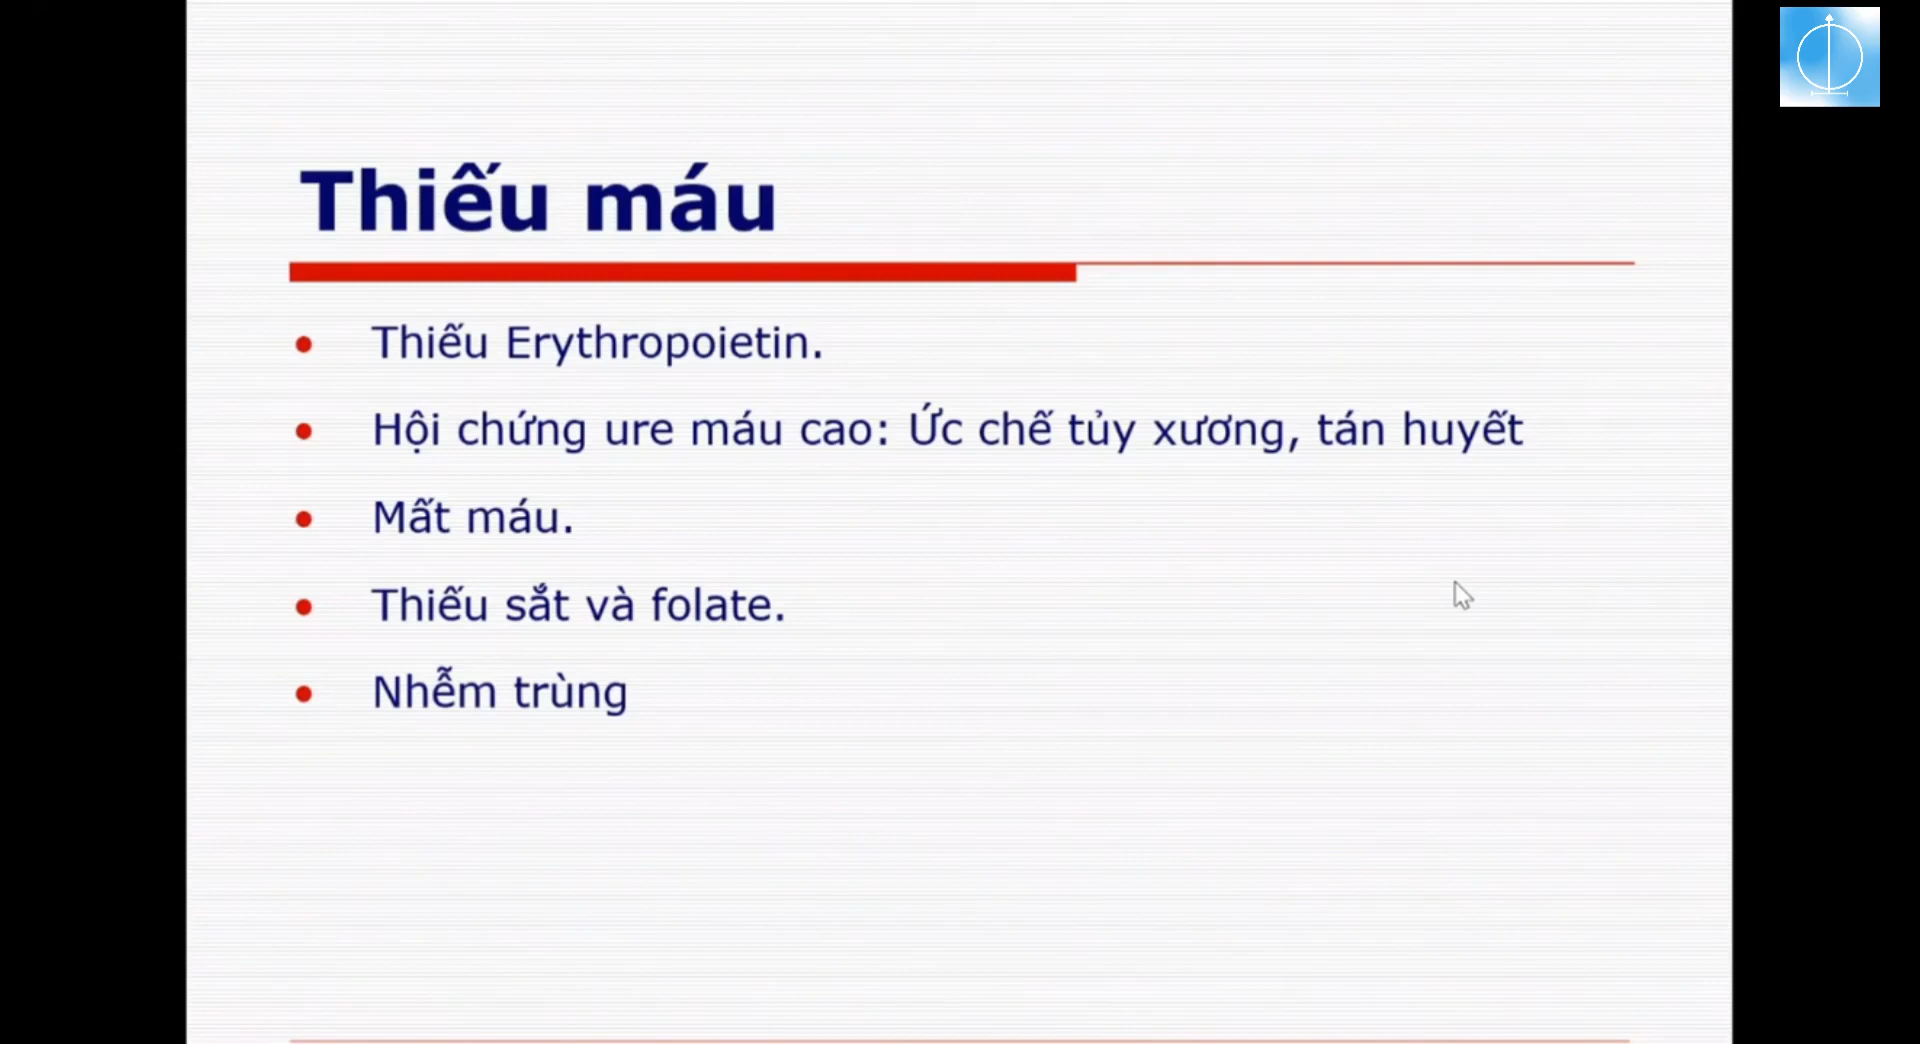 Thiếu máu
Thiếu Erythropoietin.
Hội chứng ure máu cao: Ức chế tủy xương, tán huyết
Mất máu.
Thiếu sắt và folate.
Nhễm trùng